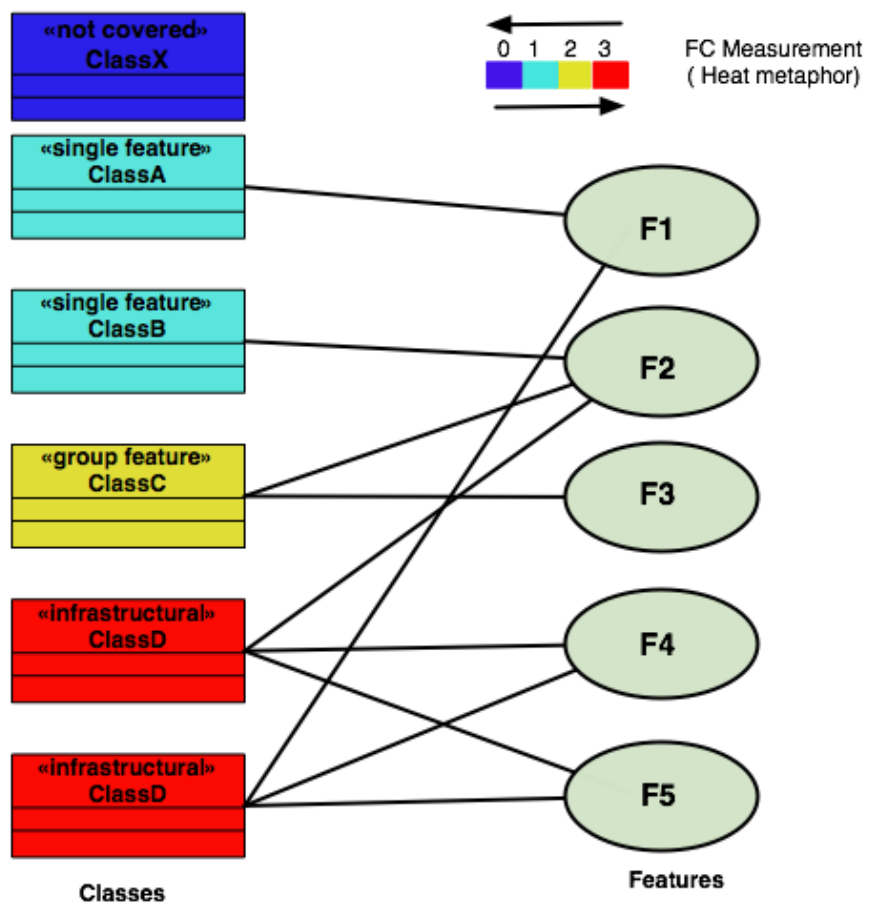 «not covered»
ClassX
0 1 2 3
FC Measurement
( Heat metaphor)
«single feature»
ClassA
F1
«single feature»
ClassB
F2
«group feature»
ClassC
F3
«infrastructural»
ClassD
F4
«infrastructural»
ClassD
F5
Classes
Features